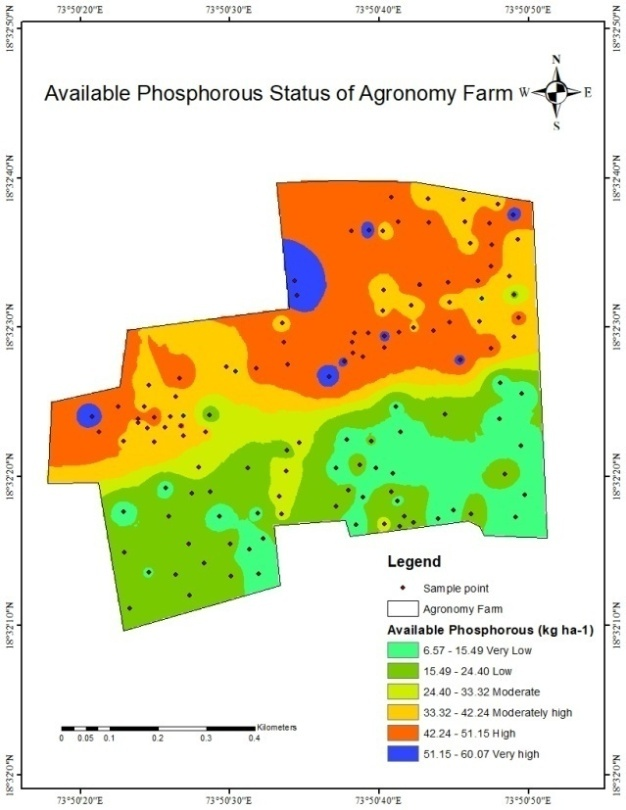 73°50'20"E 73°50'30"E 73°50'40"E 73°50'50"E
18°32'50"N 18°32'50"N
Available Phosphorous Status of Agronomy Farm
N
W E
S
18°32'40"N 18°32'40"N
18°32'30"N 18°32'30"N
18°32'20"N 18°32'20"N
Legend
Sample point
Agronomy Farm
18°32'10"N 18°32'10"N
Available Phosphorous (kg ha-1)
6.57 - 15.49 Very Low
15.49 - 24.40 Low
24.40 - 33.32 Moderate
33.32 - 42.24 Moderately high
42.24 - 51.15 High
51.15 - 60.07 Very high
Kilometers
0 0.05 0.1 0.2 0.3 0.4
18°32'0"N 18°32'0"N
73°50'20"E 73°50'30"E 73°50'40"E 73°50'50"E